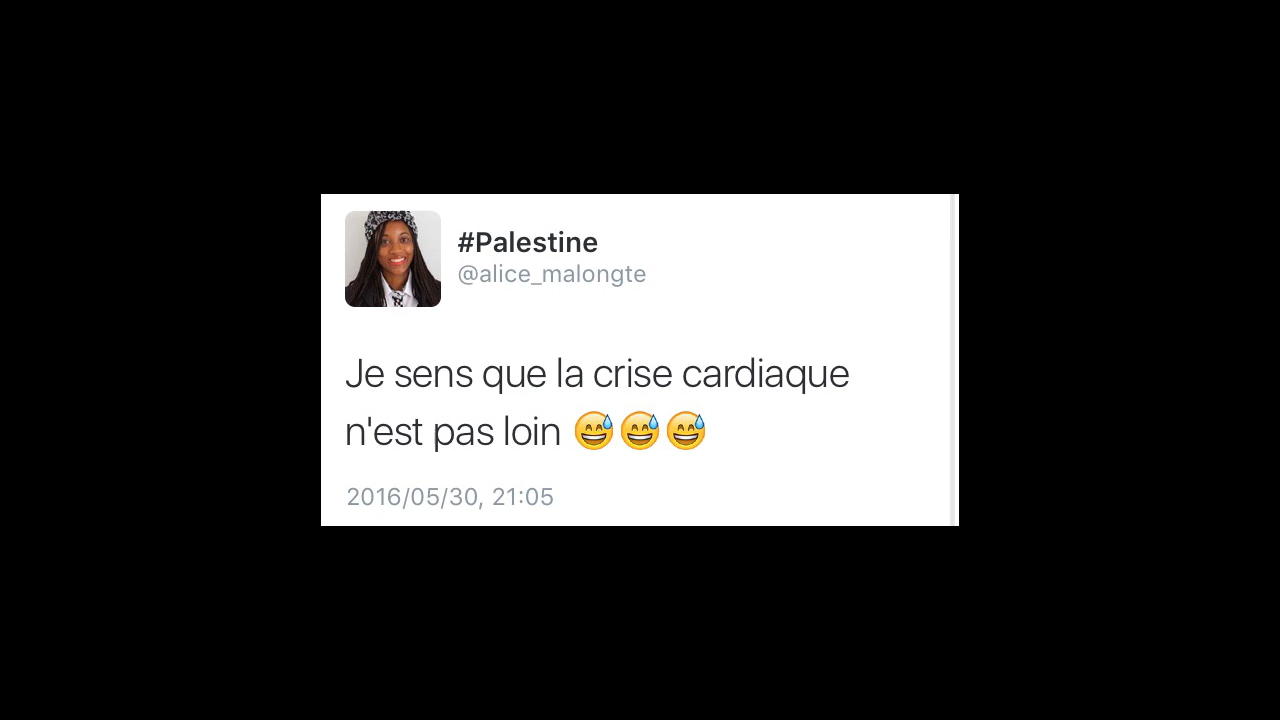 #Palestine
@alice_malongte
Je sens que la crise cardiaque
n'est pas loin 😅😅😅
2016/05/30, 21:05